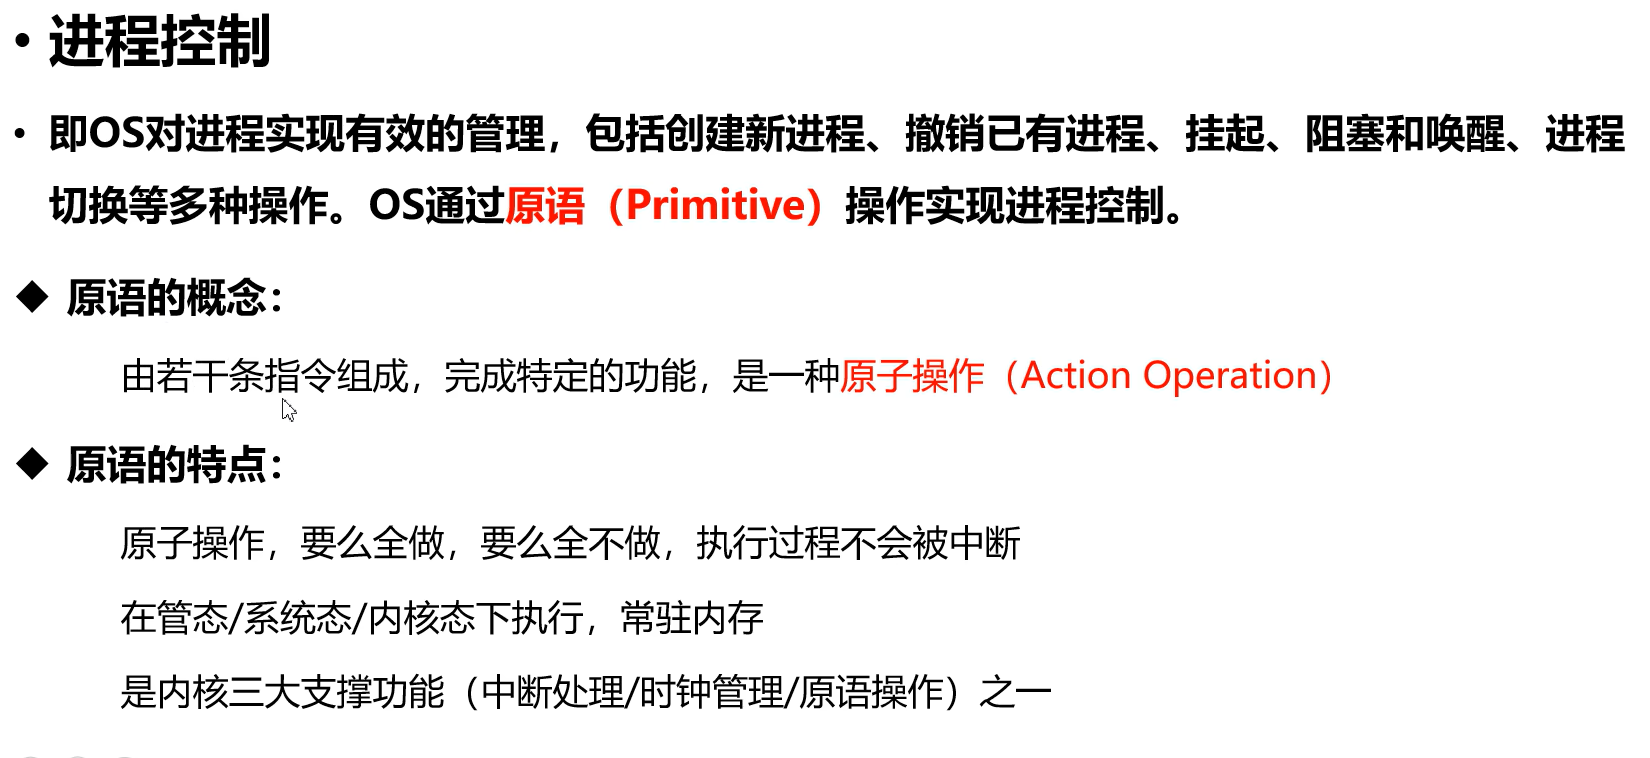 • 进程控制
• 即OS对进程实现有效的管理，包括创建新进程、撤销已有进程、挂起、阻塞和唤醒、进程
切换等多种操作。OS通过原语（Primitive）操作实现进程控制。
◆ 原语的概念：
由若干条指令组成，完成特定的功能，是一种原子操作（Action Operation）
◆ 原语的特点：
原子操作，要么全做，要么全不做，执行过程不会被中断
在管态/系统态/内核态下执行，常驻内存
是内核三大支撑功能（中断处理/时钟管理/原语操作）之一